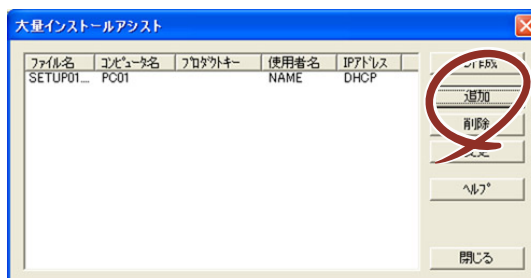 大量インストールアシスト
ファイル名 コンピュータ名 プロダクトキー 使用者名 IPアドレス
SETUP01... PC01 NAME DHCP
追加
削除
ヘルプ
閉じる